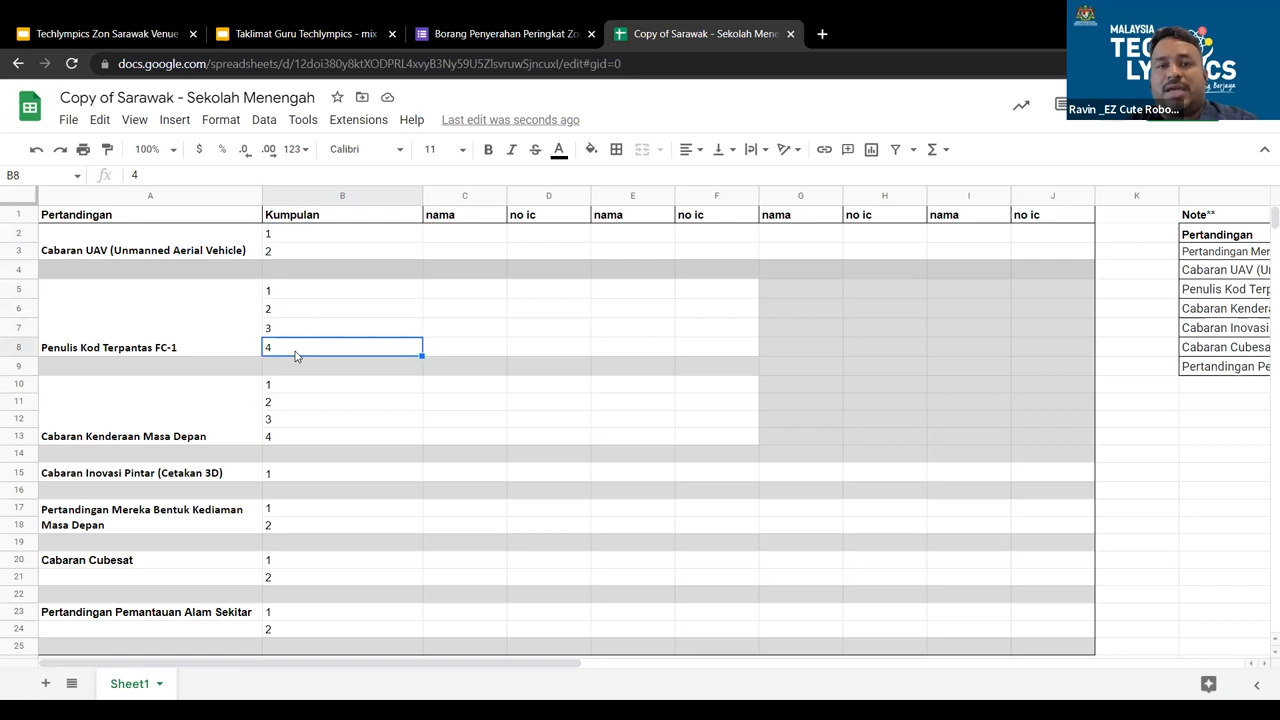 Techlympics Zon Sarawak Venue
Taklimat Guru Techlympics - mix
Borang Penyerahan Peringkat Zo
Copy of Sarawak - Sekolah Mene
docs.google.com/spreadsheets/d/12doi380y8ktXODPRL4xvyB3Ny59U5ZlsvruwSjncuxI/edit#gid=0
MALAYSIA
Ravin _EZ Cute Robo...
Copy of Sarawak - Sekolah Menengah
File Edit View Insert Format Data Tools Extensions Help Last edit was seconds ago
100% $ % .0 .00 123 Calibri 11 B I S A
B8 fx 4
A B C D E F G H I J K
1 Pertandingan Kumpulan nama no ic nama no ic nama no ic nama no ic Note**
2 1 Pertandingan
3 Cabaran UAV (Unmanned Aerial Vehicle) 2 Pertandingan Mer
4 Cabaran UAV (U
5 1 Penulis Kod Terp
6 2 Cabaran Kendera
7 3 Cabaran Inovasi
8 Penulis Kod Terpantas FC-1 4 Cabaran Cubesa
9 Pertandingan Pe
10 1
11 2
12 3
13 Cabaran Kenderaan Masa Depan 4
14
15 Cabaran Inovasi Pintar (Cetakan 3D) 1
16
17 Pertandingan Mereka Bentuk Kediaman 1
18 Masa Depan 2
19
20 Cabaran Cubesat 1
21 2
22
23 Pertandingan Pemantauan Alam Sekitar 1
24 2
25
Sheet1